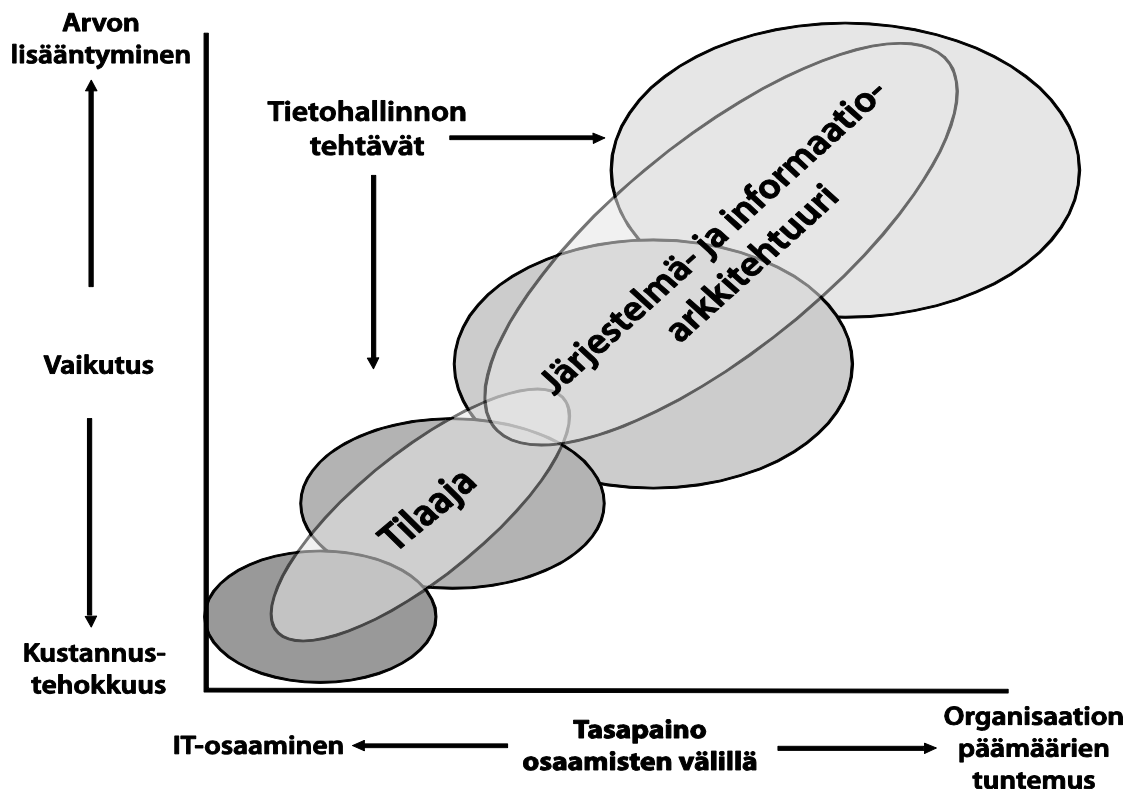 Arvon
lisääntyminen
Tietohallinnon
tehtävät
Järjestelmä- ja informaatio-
arkkitehtuuri
Vaikutus
Tilaaja
Kustannus-
tehokkuus
IT-osaaminen
Tasapaino
osaamisten välillä
Organisaation
päämäärien
tuntemus